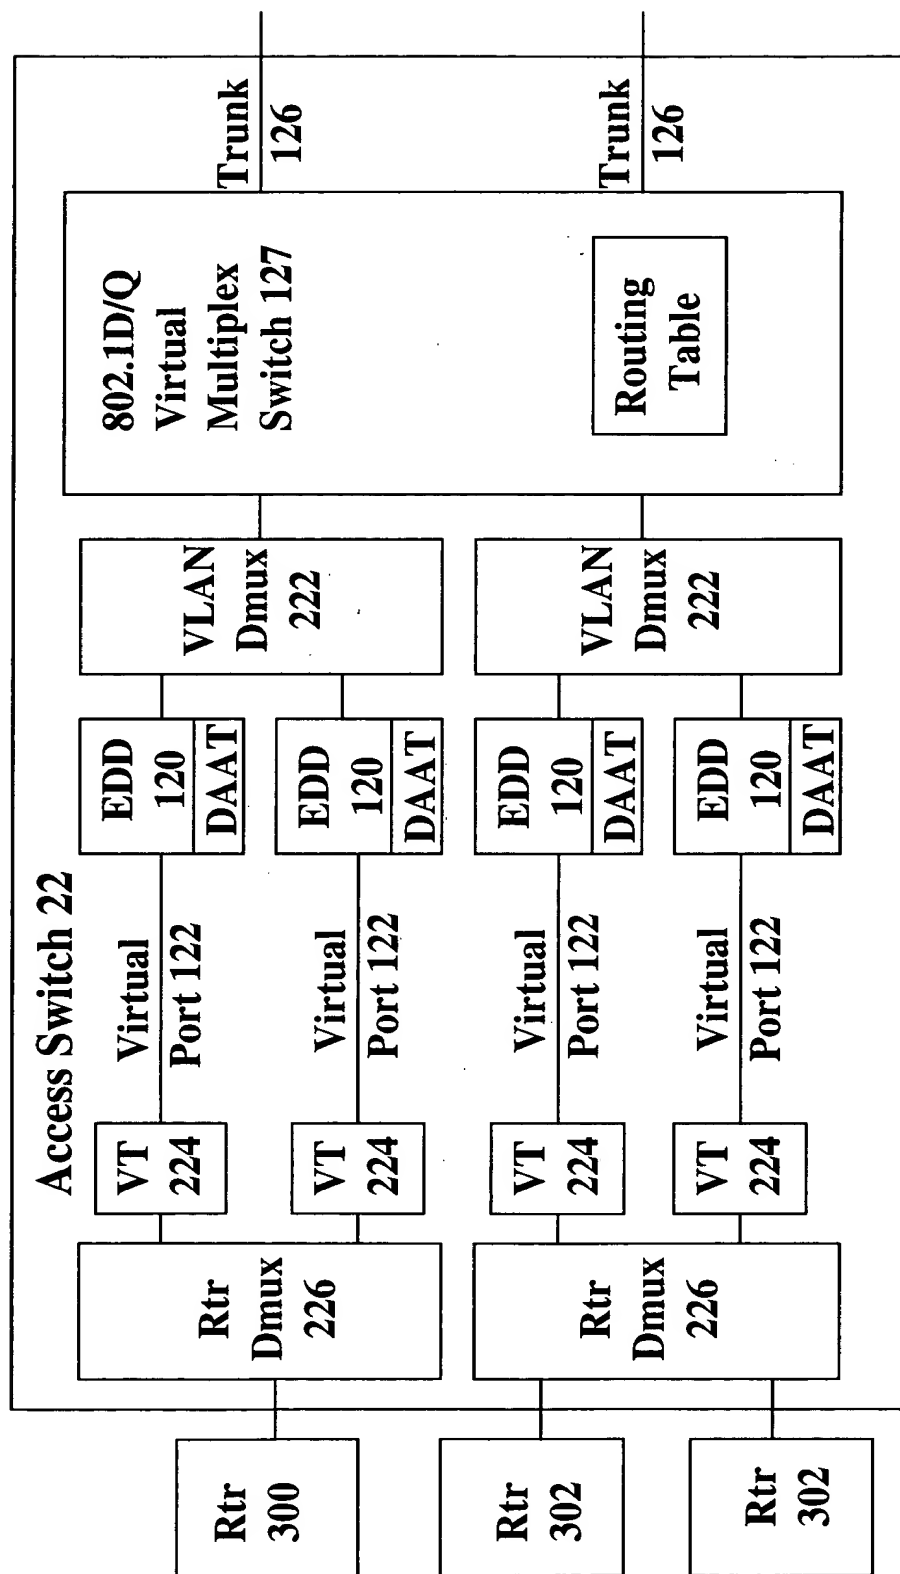 Access Switch 22
Rtr
300
Rtr
302
Rtr
302
Rtr
Dmux
226
Rtr
Dmux
226
VT
224
VT
224
VT
224
VT
224
Virtual
Port 122
Virtual
Port 122
Virtual
Port 122
Virtual
Port 122
EDD
120
DAAT
EDD
120
DAAT
EDD
120
DAAT
EDD
120
DAAT
VLAN
Dmux
222
VLAN
Dmux
222
802.1D/Q
Virtual
Multiplex
Switch 127
Routing
Table
Trunk
126
Trunk
126